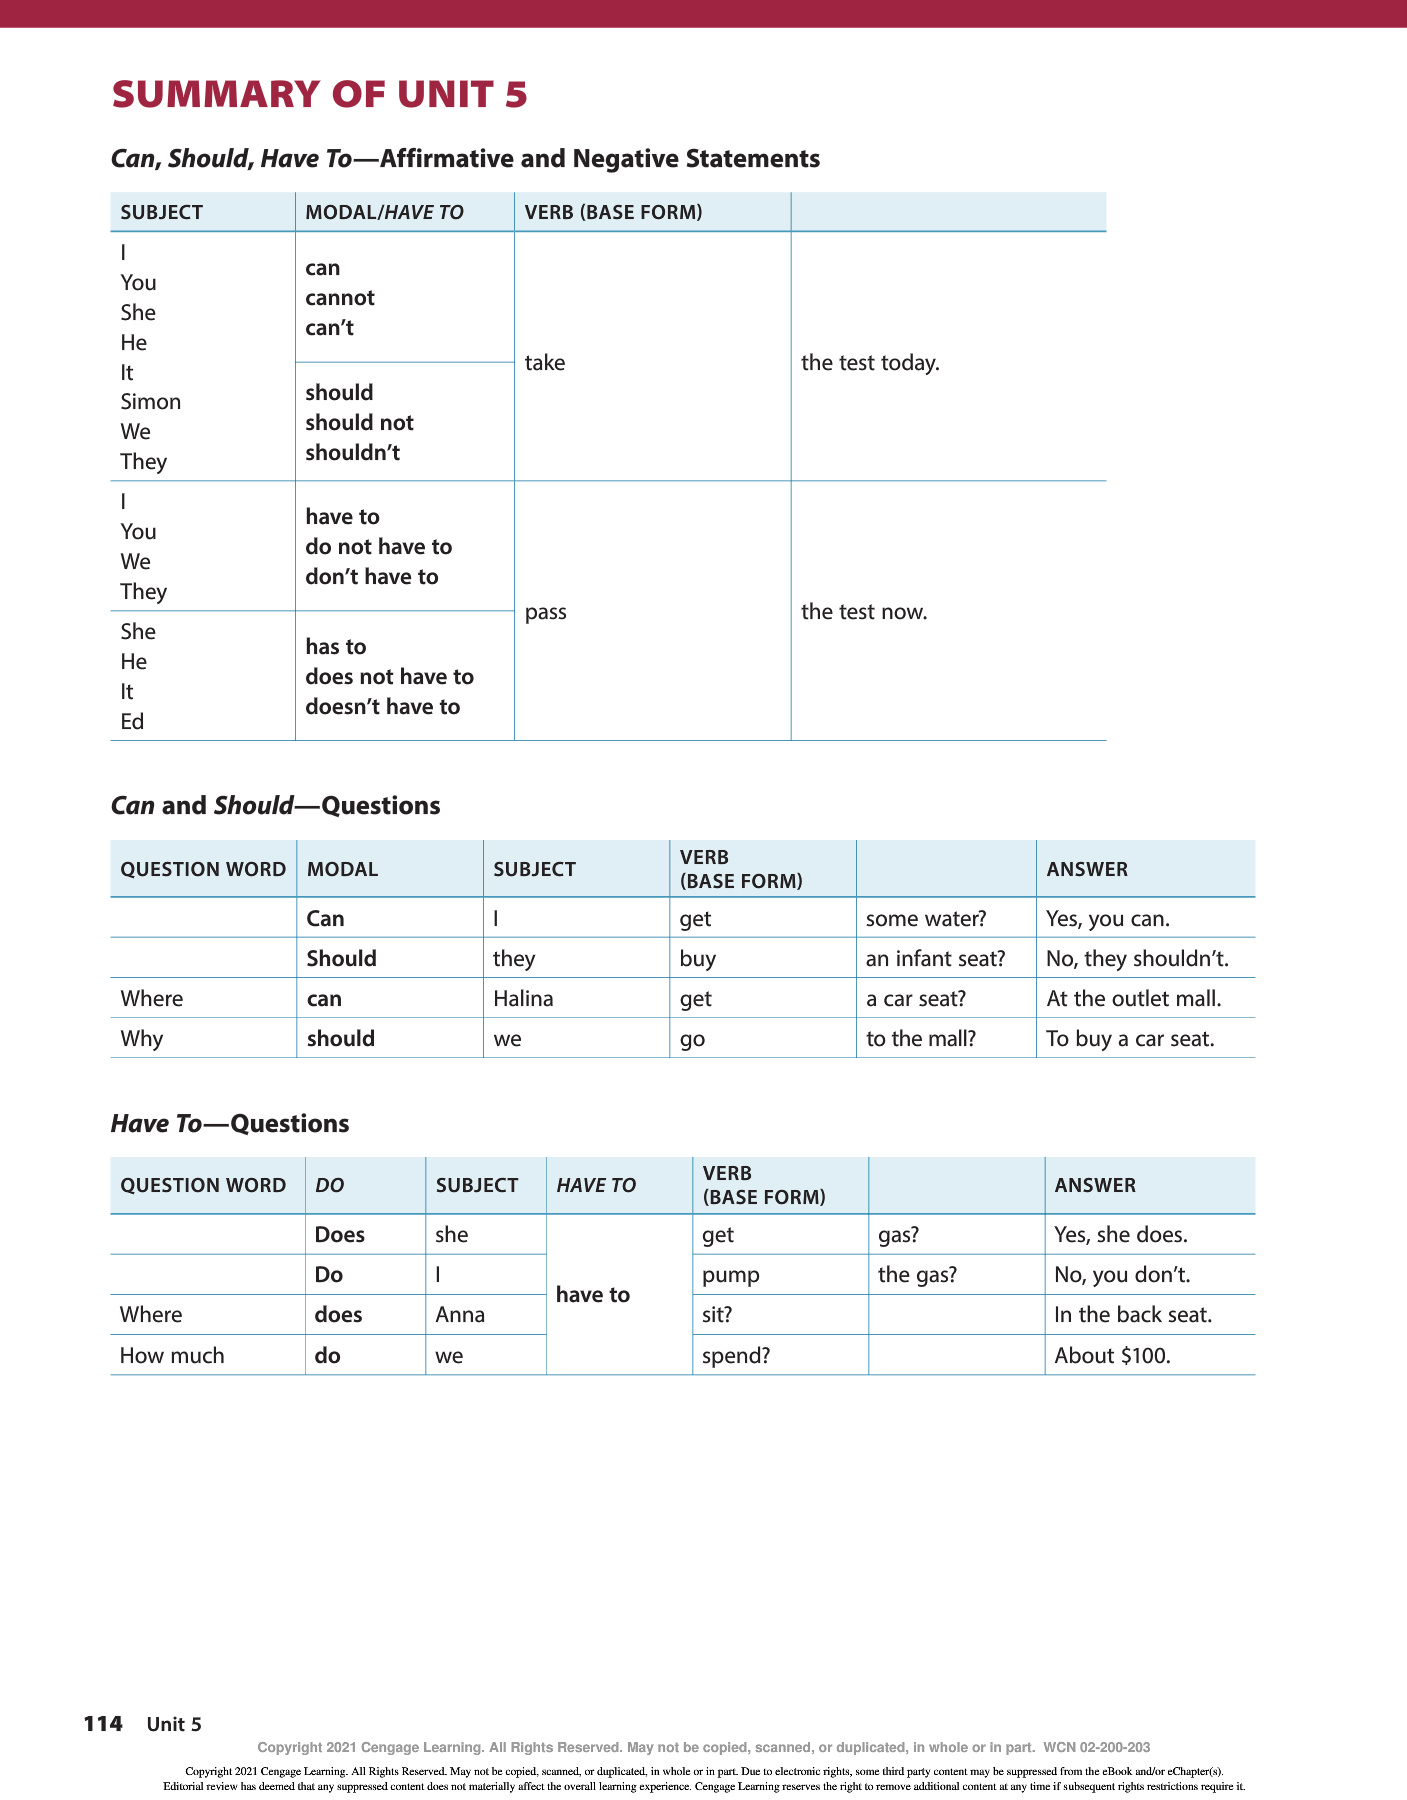 SUMMARY OF UNIT 5
Can, Should, Have To—Affirmative and Negative Statements
SUBJECT MODAL/HAVE TO VERB (BASE FORM)
I
You
She
He
It
Simon
We
They
can
cannot
can’t
should
should not
shouldn’t
take
the test today.
I
You
We
They
have to
do not have to
don’t have to
She
He
It
Ed
has to
does not have to
doesn’t have to
pass
the test now.
Can and Should—Questions
QUESTION WORD MODAL SUBJECT VERB (BASE FORM) ANSWER
Can I get some water? Yes, you can.
Should they buy an infant seat? No, they shouldn’t.
Where can Halina get a car seat? At the outlet mall.
Why should we go to the mall? To buy a car seat.
Have To—Questions
QUESTION WORD DO SUBJECT HAVE TO VERB (BASE FORM) ANSWER
Does she get gas? Yes, she does.
Do I pump the gas? No, you don’t.
have to
Where does Anna sit? In the back seat.
How much do we spend? About $100.
114 Unit 5
Copyright 2021 Cengage Learning. All Rights Reserved. May not be copied, scanned, or duplicated, in whole or in part. WCN 02-200-203
Copyright 2021 Cengage Learning. All Rights Reserved. May not be copied, scanned, or duplicated, in whole or in part. Due to electronic rights, some third party content may be suppressed from the eBook and/or eChapter(s).
Editorial review has deemed that any suppressed content does not materially affect the overall learning experience. Cengage Learning reserves the right to remove additional content at any time if subsequent rights restrictions require it.